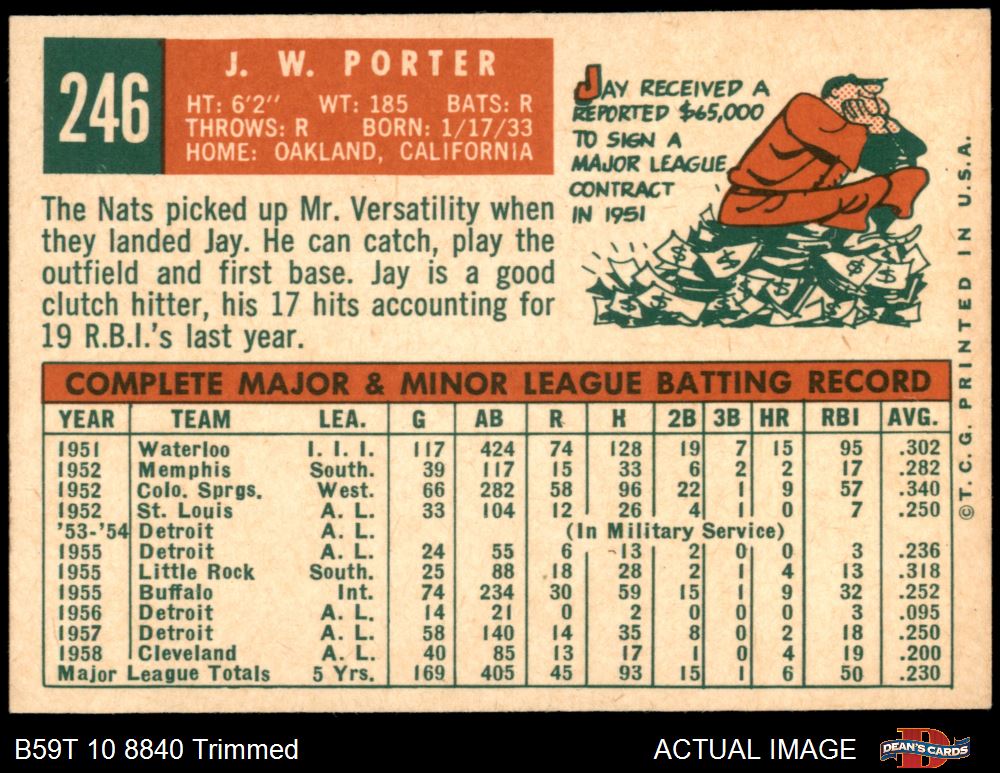 246
J. W. PORTER
HT: 6'2" WT: 185 BATS: R
THROWS: R BORN: 1/17/33
HOME: OAKLAND, CALIFORNIA
The Nats picked up Mr. Versatility when
they landed Jay. He can catch, play the
outfield and first base. Jay is a good
clutch hitter, his 17 hits accounting for
19 R.B.I.'s last year.
JAY RECEIVED A
REPORTED $65,000
TO SIGN A
MAJOR LEAGUE
CONTRACT
IN 1951
COMPLETE MAJOR & MINOR LEAGUE BATTING RECORD
YEAR TEAM LEA. G AB R H 2B 3B HR RBI AVG.
1951 Waterloo I. I. I. 117 424 74 128 19 7 15 95 .302
1952 Memphis South. 39 117 15 33 6 2 2 17 .282
1952 Colo. Sprgs. West. 66 282 58 96 22 1 9 57 .340
1952 St. Louis A. L. 33 104 12 26 4 1 0 7 .250
'53-'54 Detroit A. L. (In Military Service)
1955 Detroit A. L. 24 55 6 13 2 0 0 3 .236
1955 Little Rock South. 25 88 18 28 2 1 4 13 .318
1955 Buffalo Int. 74 234 30 59 15 1 9 32 .252
1956 Detroit A. L. 14 21 0 2 0 0 0 3 .095
1957 Detroit A. L. 58 140 14 35 8 0 2 18 .250
1958 Cleveland A. L. 40 85 13 17 1 0 4 19 .200
Major League Totals 5 Yrs. 169 405 45 93 15 1 6 50 .230
©T. C. G. PRINTED IN U.S.A.
B59T 10 8840 Trimmed
ACTUAL IMAGE
DEAN'S CARDS